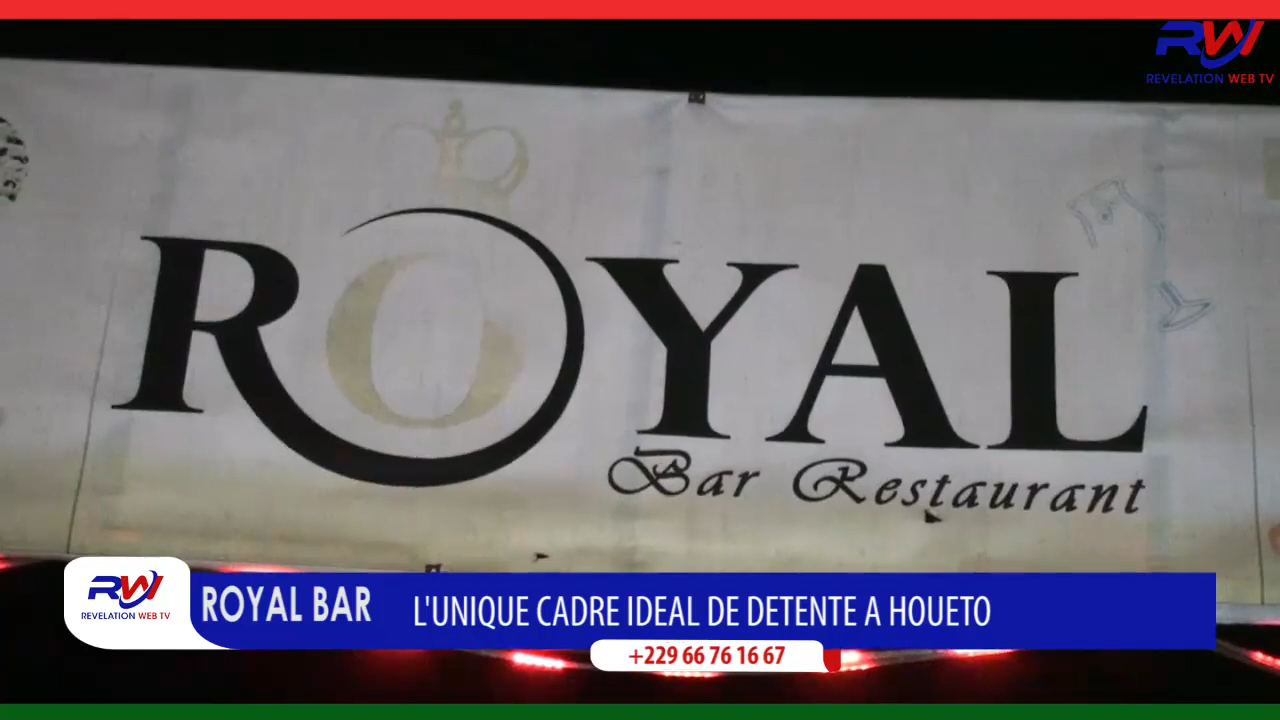 RW
REVELATION WEB TV
ROYAL
Bar Restaurant
RW
REVELATION WEB TV
ROYAL BAR
L'UNIQUE CADRE IDEAL DE DETENTE A HOUETO
+229 66 76 16 67